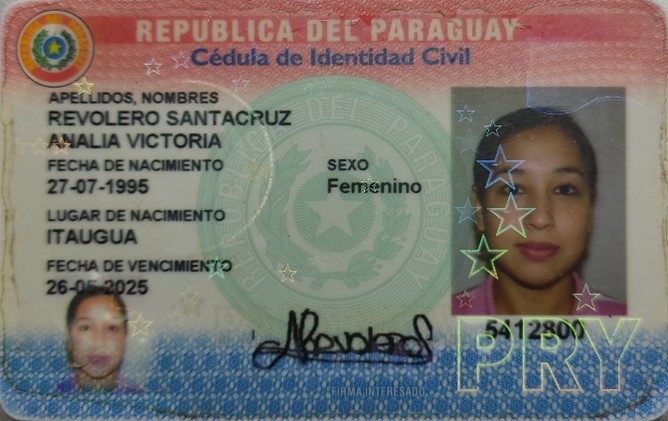 REPUBLICA DEL PARAGUAY
Cédula de Identidad Civil
APELLIDOS, NOMBRES
REVOLERO SANTACRUZ
ANALIA VICTORIA
FECHA DE NACIMIENTO
27-07-1995
SEXO
Femenino
LUGAR DE NACIMIENTO
ITAUGUA
FECHA DE VENCIMIENTO
26-05-2025
REPUBLICA DEL PARAGUAY
ARevoleroS
FIRMA INTERESADO
5412800
PRY